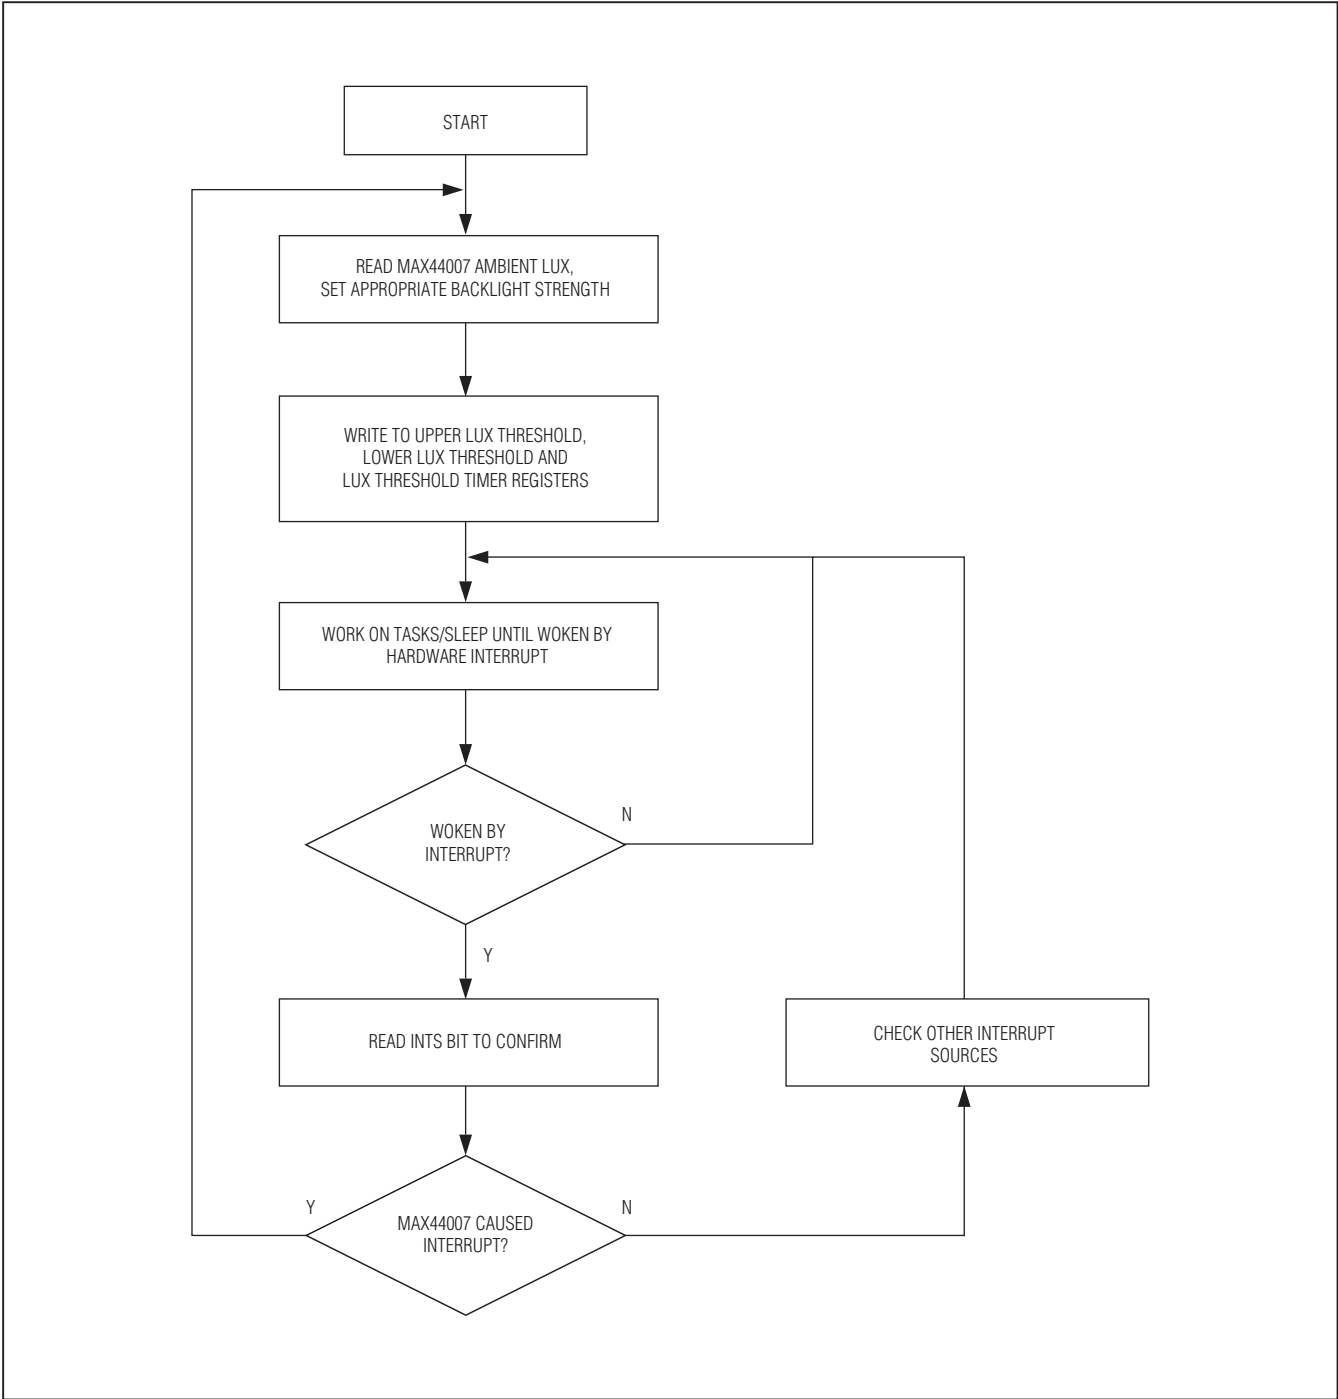 START
READ MAX44007 AMBIENT LUX,
SET APPROPRIATE BACKLIGHT STRENGTH
WRITE TO UPPER LUX THRESHOLD,
LOWER LUX THRESHOLD AND
LUX THRESHOLD TIMER REGISTERS
WORK ON TASKS/SLEEP UNTIL WOKEN BY
HARDWARE INTERRUPT
WOKEN BY
INTERRUPT?
N
Y
READ INTS BIT TO CONFIRM
CHECK OTHER INTERRUPT
SOURCES
Y
MAX44007 CAUSED
INTERRUPT?
N